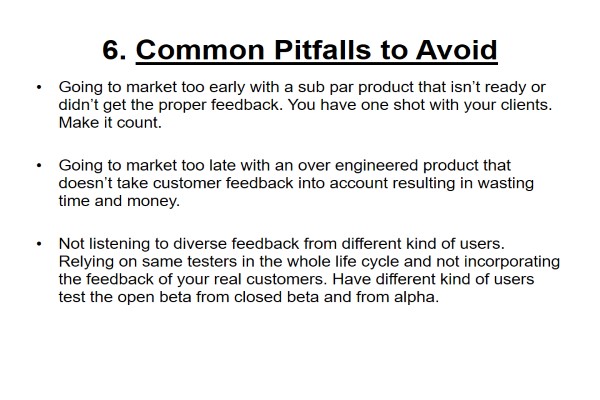 6. Common Pitfalls to Avoid
• Going to market too early with a sub par product that isn’t ready or
didn’t get the proper feedback. You have one shot with your clients.
Make it count.
• Going to market too late with an over engineered product that
doesn’t take customer feedback into account resulting in wasting
time and money.
• Not listening to diverse feedback from different kind of users.
Relying on same testers in the whole life cycle and not incorporating
the feedback of your real customers. Have different kind of users
test the open beta from closed beta and from alpha.